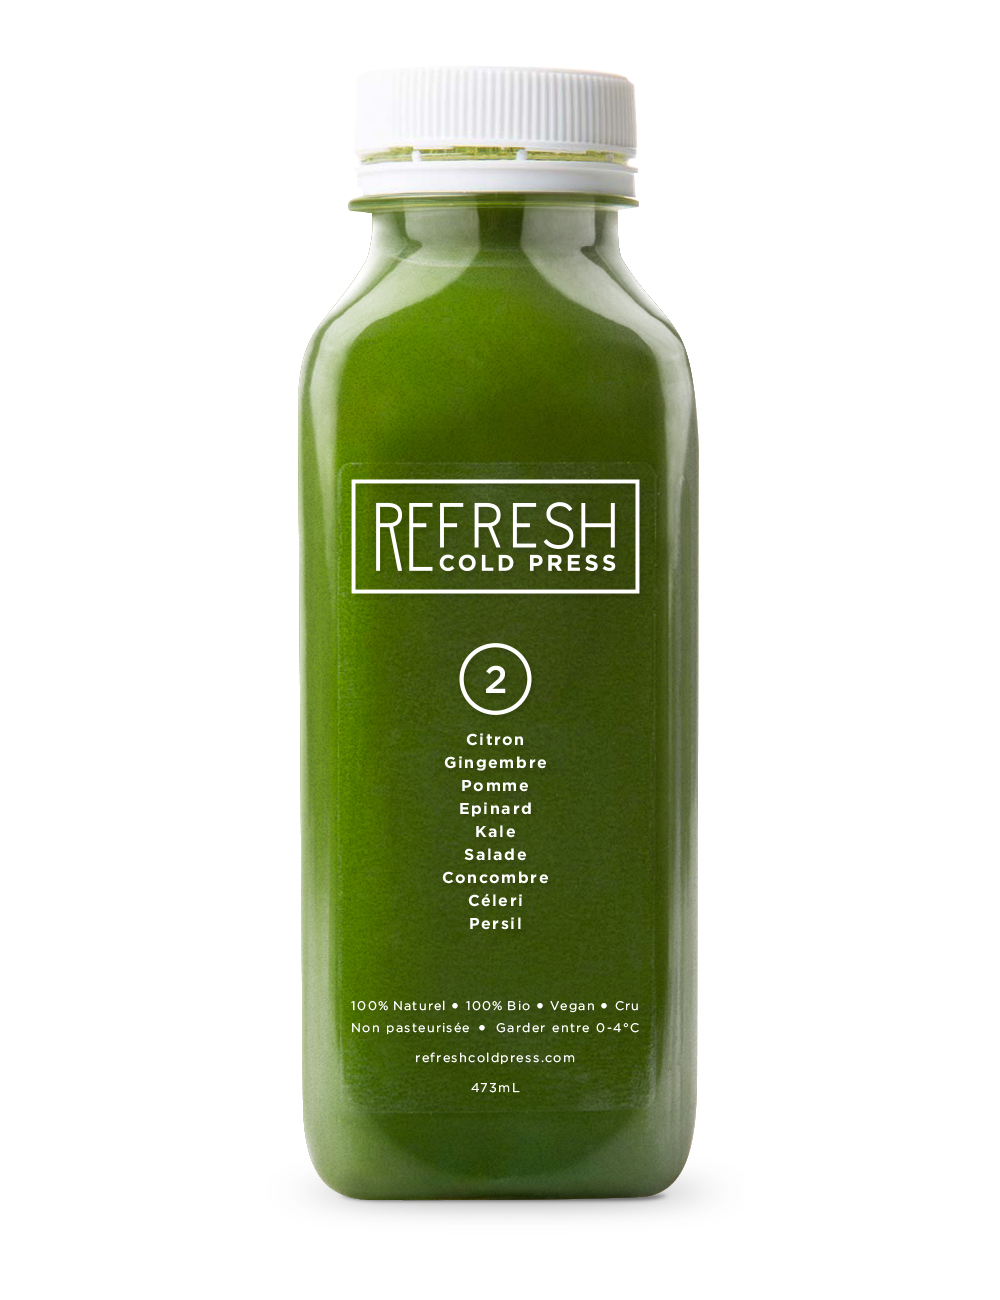 REFRESH
COLD PRESS
2
Citron
Gingembre
Pomme
Epinard
Kale
Salade
Concombre
Céleri
Persil
100% Naturel • 100% Bio • Vegan • Cru
Non pasteurisée • Garder entre 0-4°C
refreshcoldpress.com
473mL